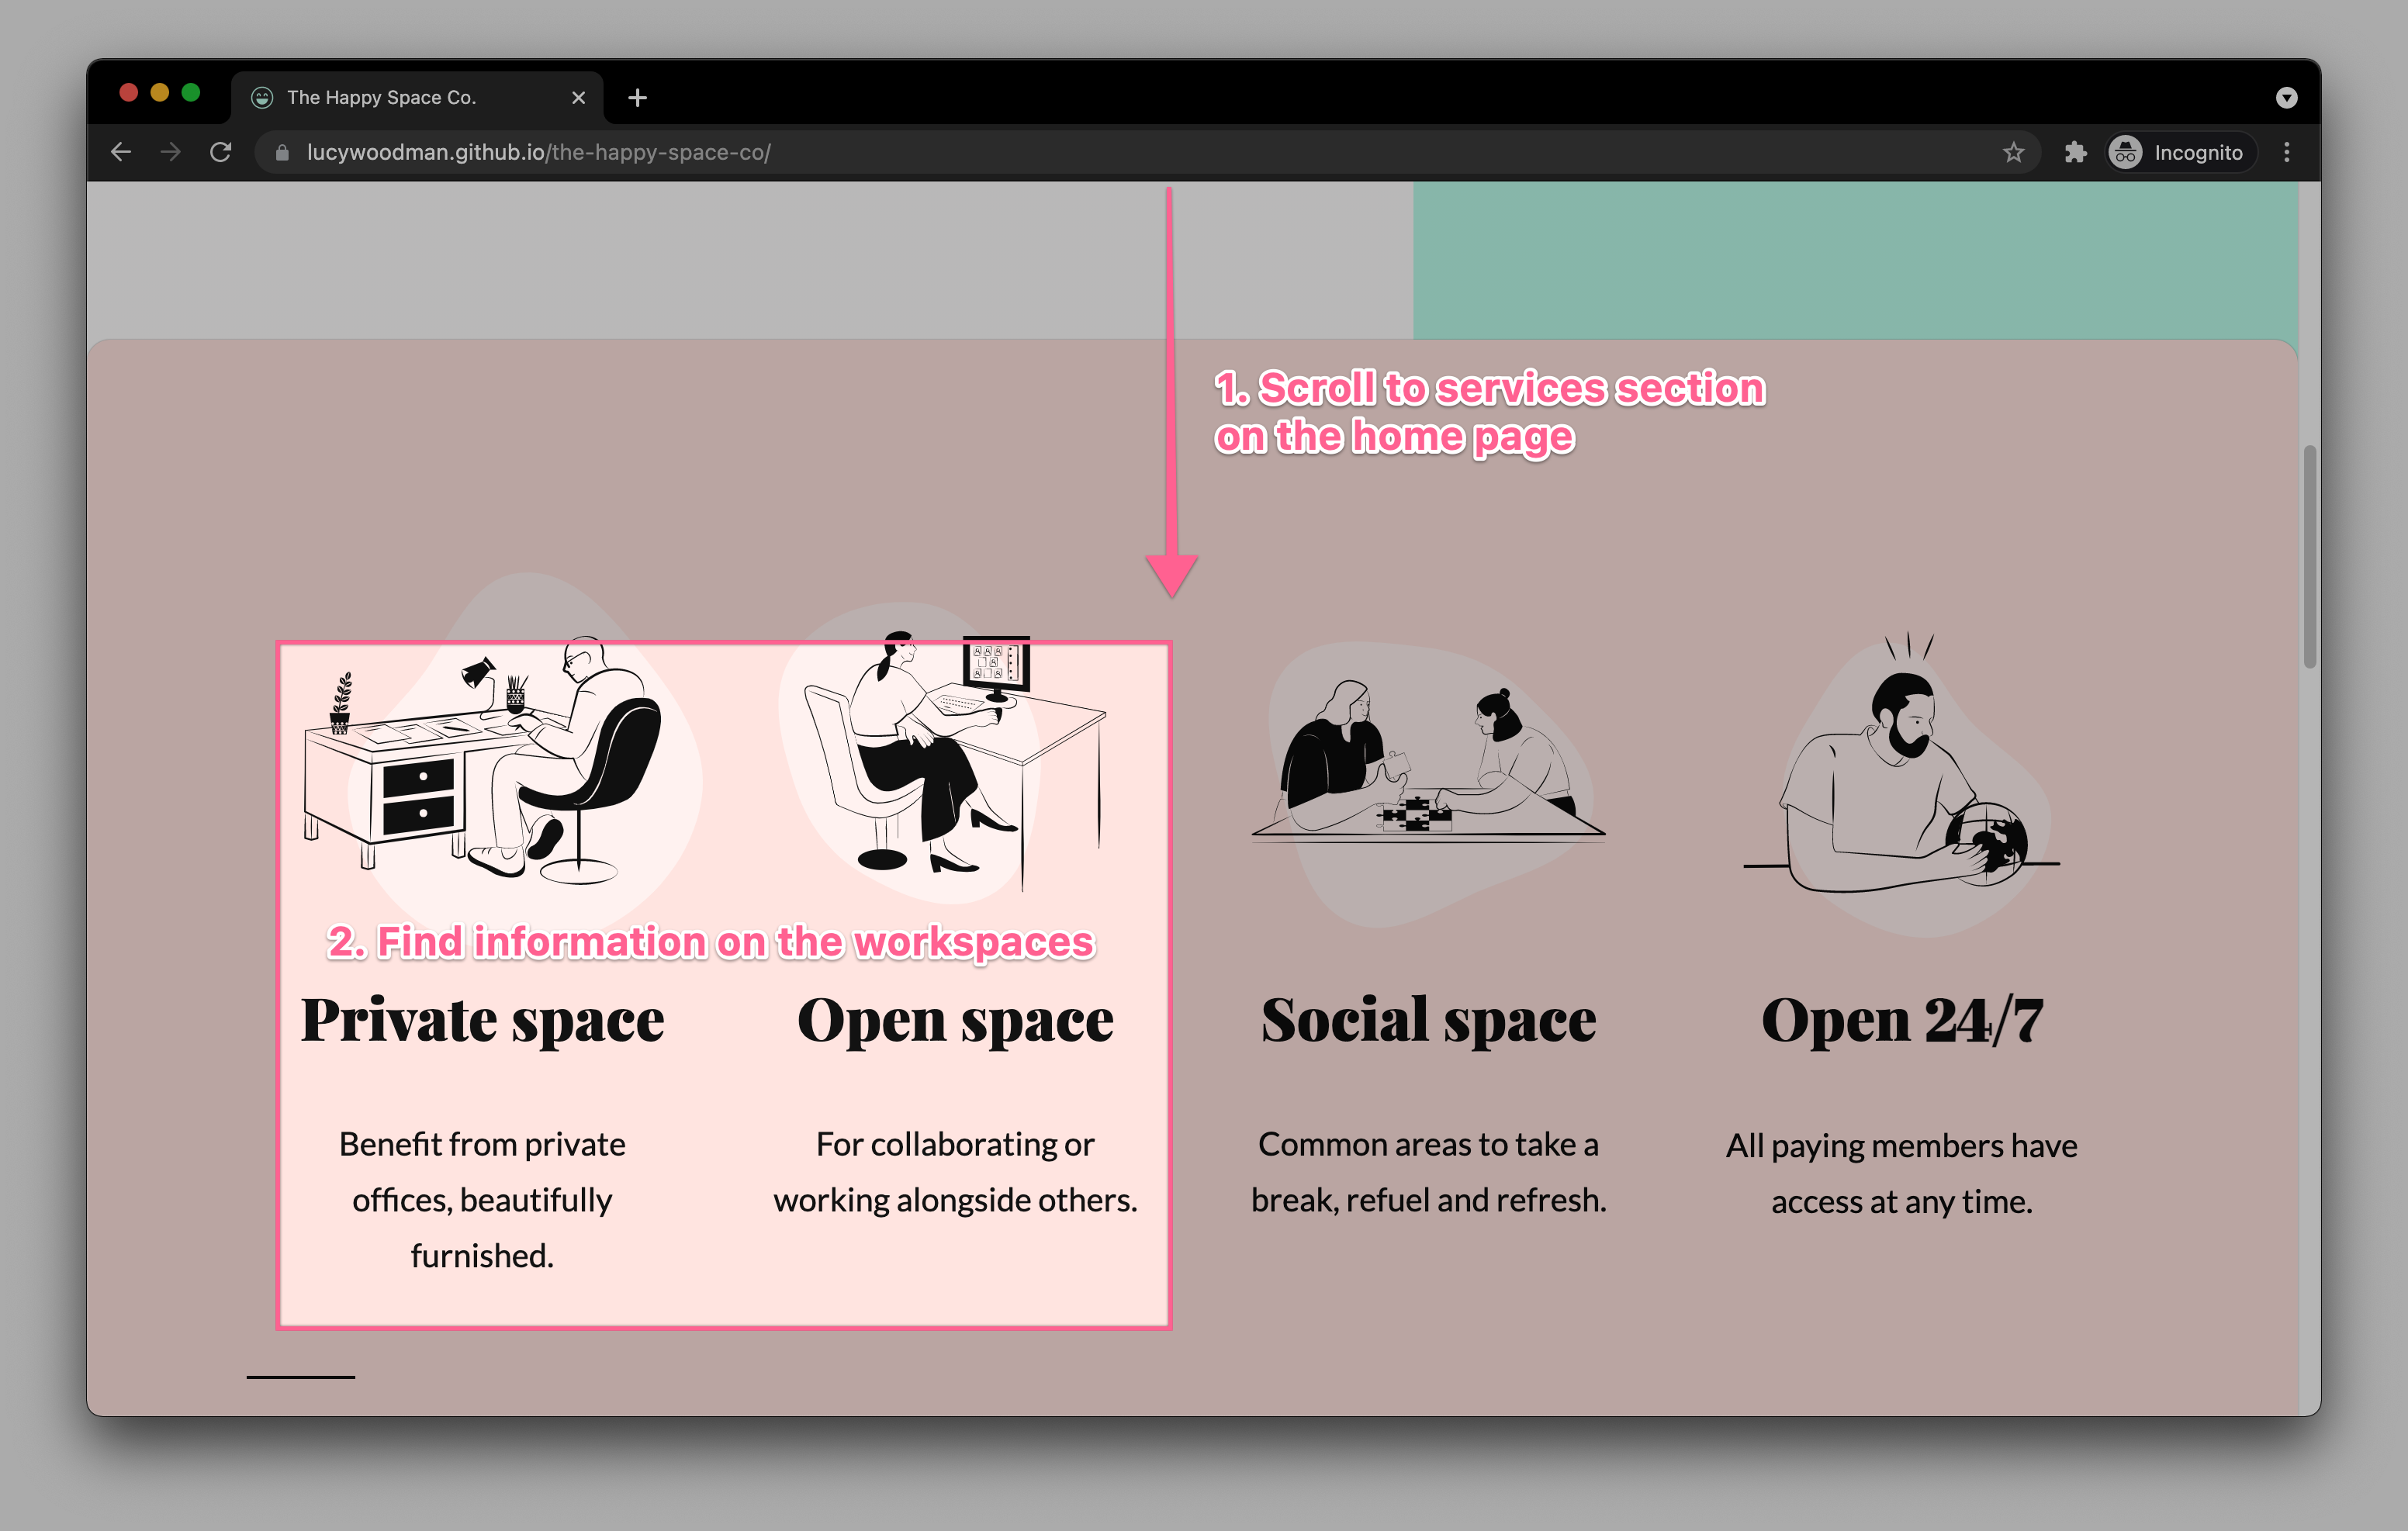 The Happy Space Co.
lucywoodman.github.io/the-happy-space-co/
Incognito
1. Scroll to services section
on the home page
2. Find information on the workspaces
Private space
Benefit from private
offices, beautifully
furnished.
Open space
For collaborating or
working alongside others.
Social space
Common areas to take a
break, refuel and refresh.
Open 24/7
All paying members have
access at any time.